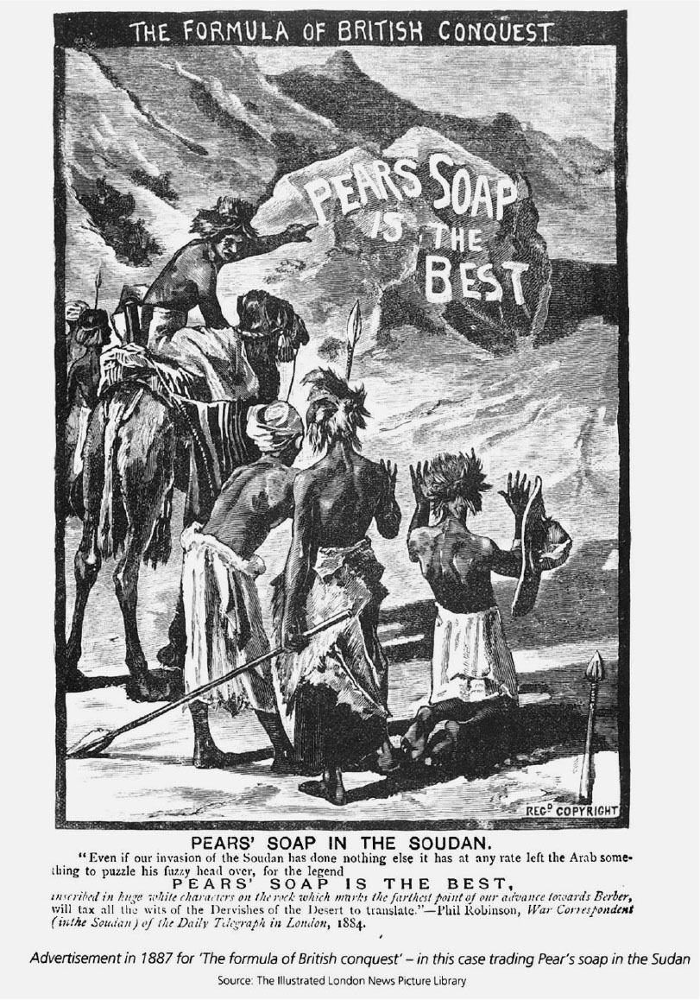 THE FORMULA OF BRITISH CONQUEST
PEARS SOAP
IS THE
BEST
REGD COPYRIGHT
PEARS' SOAP IN THE SOUDAN.
"Even if our invasion of the Soudan has done nothing else it has at any rate left the Arab some-
thing to puzzle his fuzzy head over, for the legend
PEARS' SOAP IS THE BEST,
inscribed in huge white characters on the rock which marks the farthest point of our advance towards Berber,
will tax all the wits of the Dervishes of the Desert to translate."—Phil Robinson, War Correspondent
(in the Soudan) of the Daily Telegraph in London, 1884.
Advertisement in 1887 for 'The formula of British conquest' – in this case trading Pear's soap in the Sudan
Source: The Illustrated London News Picture Library